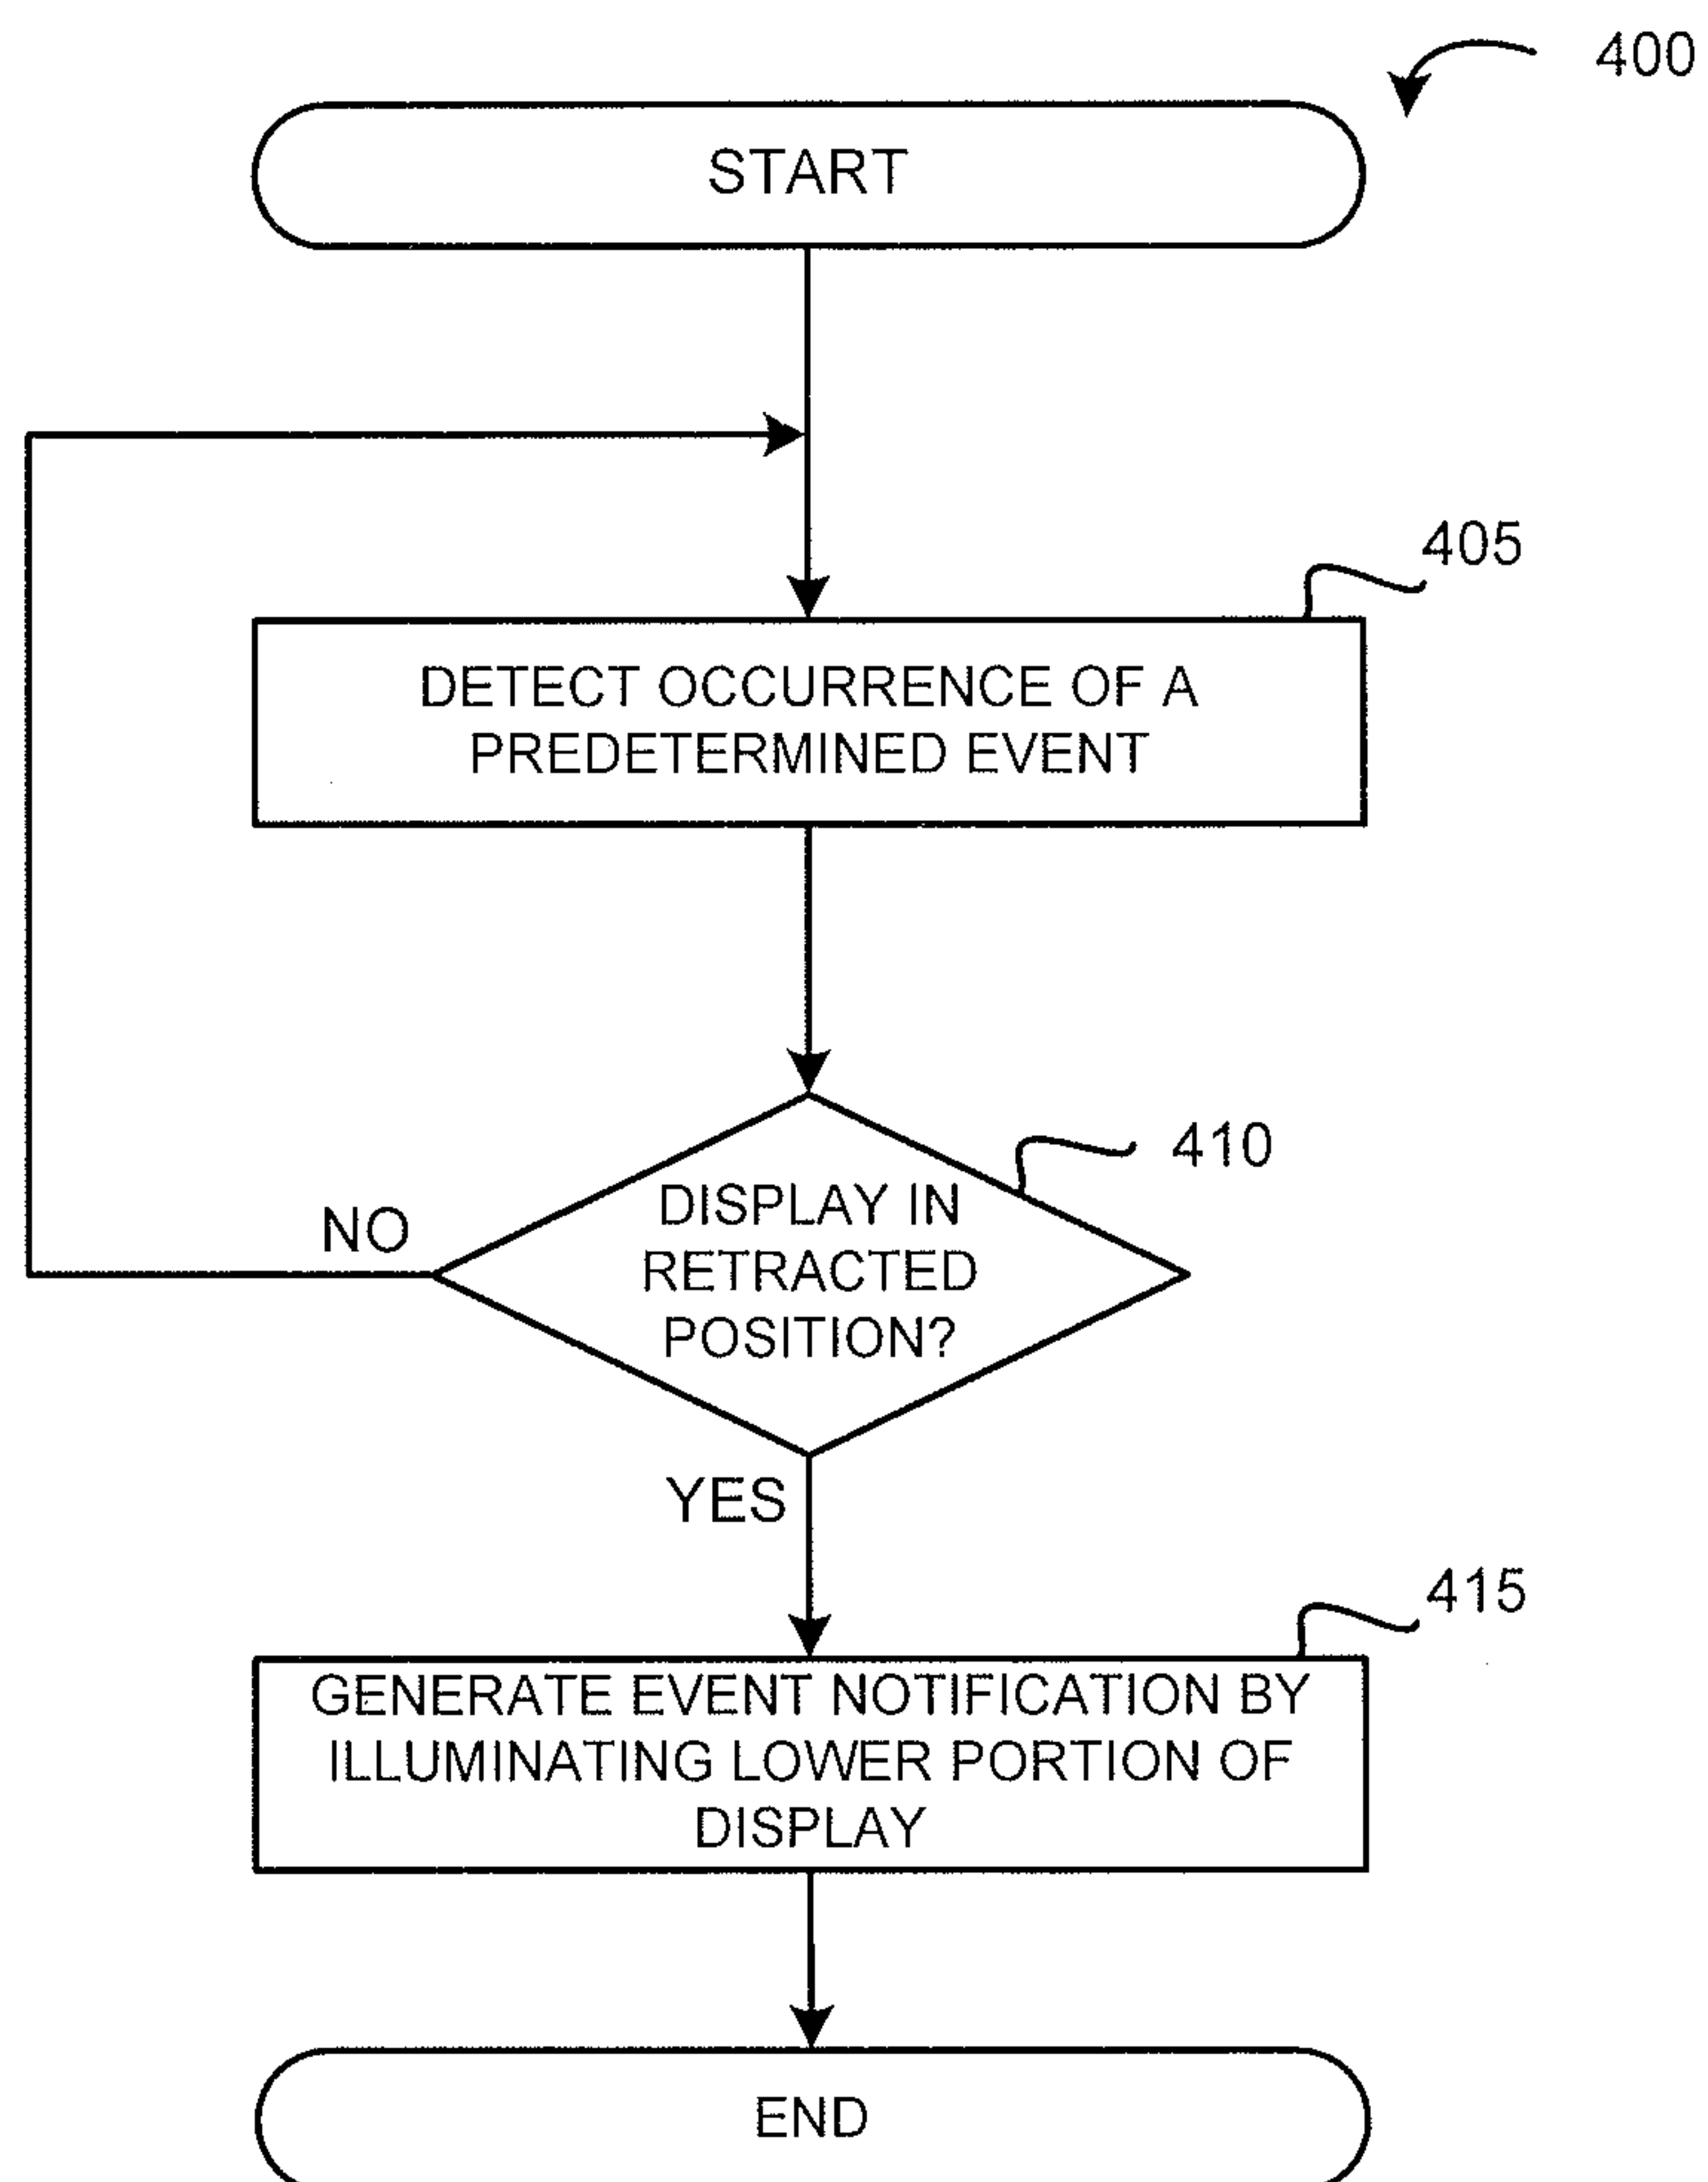 400
START
405
DETECT OCCURRENCE OF A
PREDETERMINED EVENT
410
DISPLAY IN
RETRACTED
POSITION?
NO
YES
415
GENERATE EVENT NOTIFICATION BY
ILLUMINATING LOWER PORTION OF
DISPLAY
END